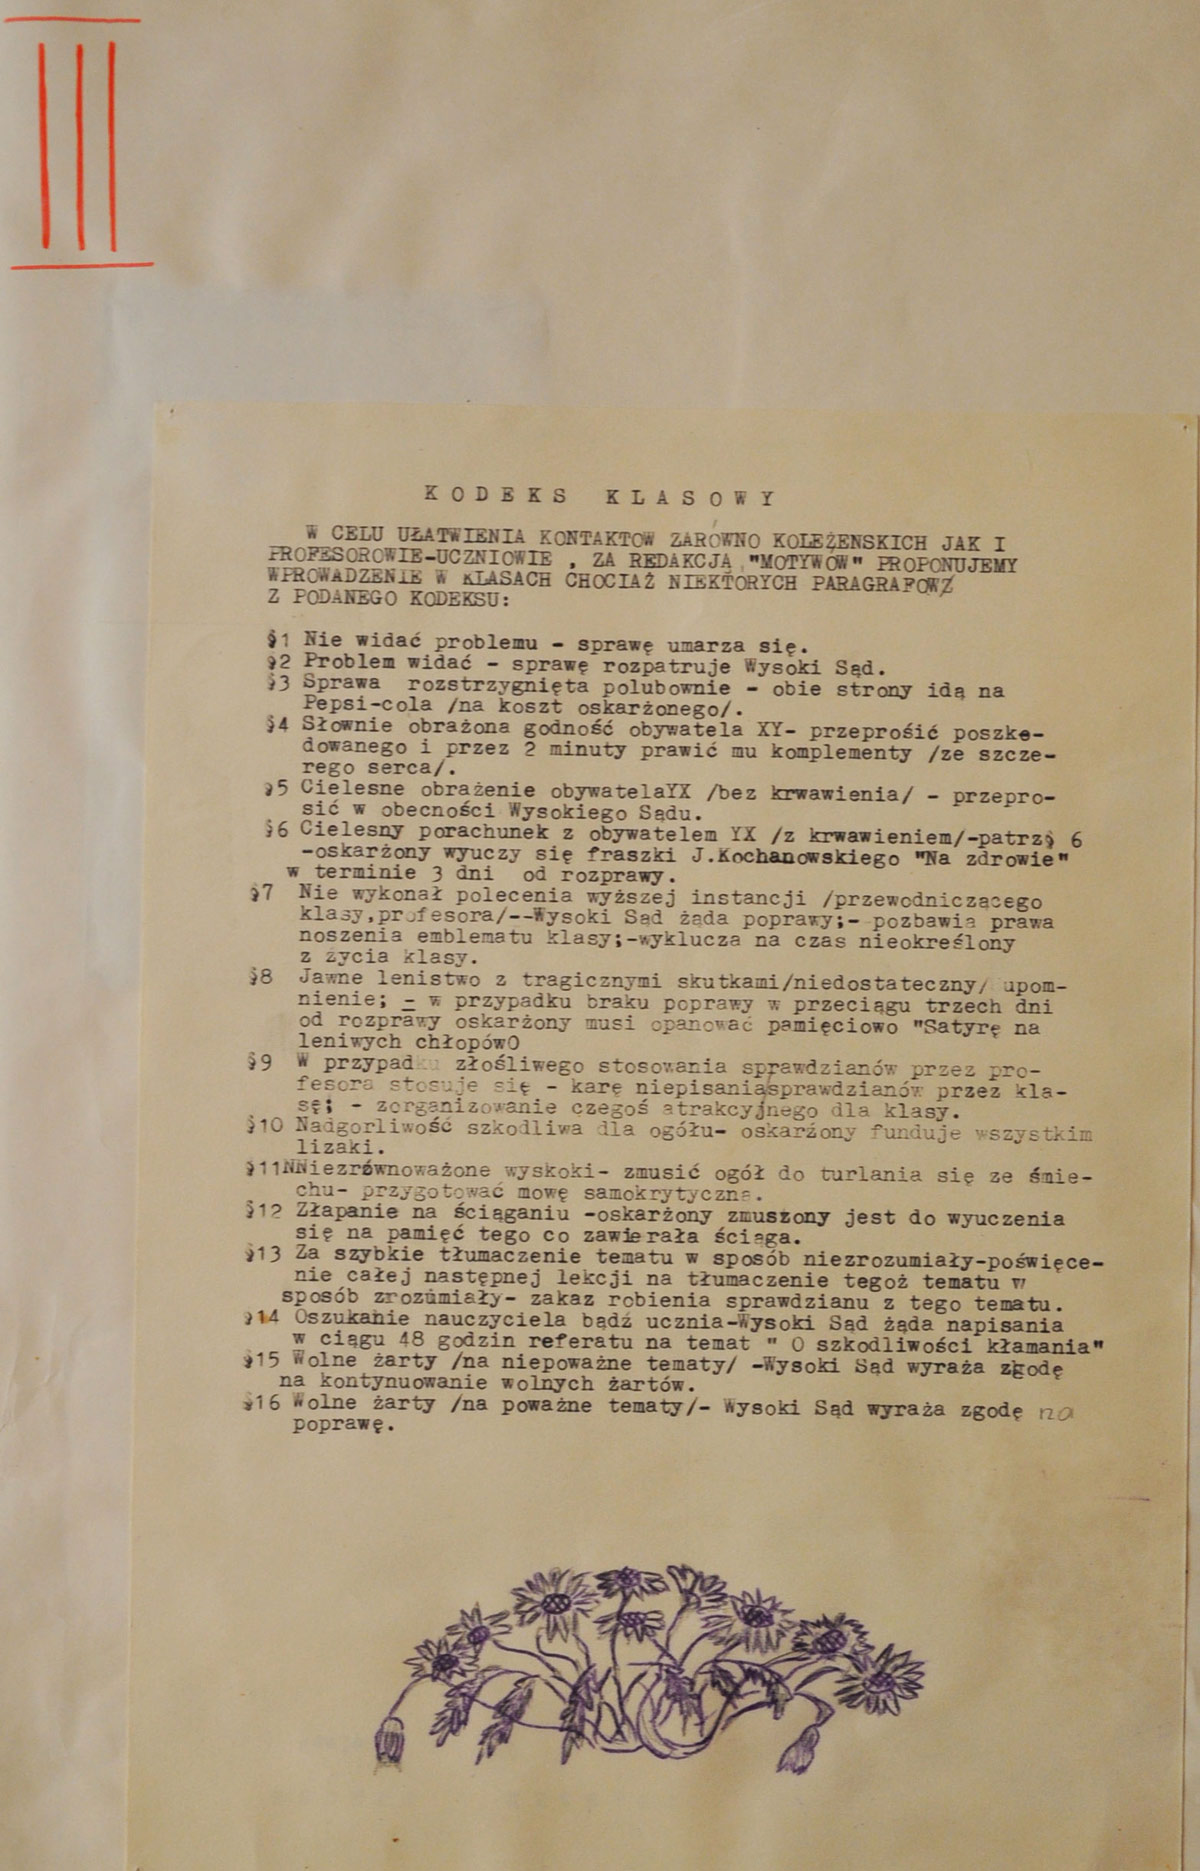 III
KODEKS KLASOWY
W CELU UŁATWIENIA KONTAKTOW ZARÓWNO KOLEŻENSKICH JAK I
PROFESOROWIE-UCZNIOWIE , ZA REDAKCJĄ "MOTYWÓW" PROPONUJEMY
WPROWADZENIE W KLASACH CHOCIAŻ NIEKTÓRYCH PARAGRAFÓW
Z PODANEGO KODEKSU:
§1 Nie widać problemu - sprawę umarza się.
§2 Problem widać - sprawę rozpatruje Wysoki Sąd.
§3 Sprawa rozstrzygnięta polubownie - obie strony idą na
Pepsi-cola /na koszt oskarżonego/.
§4 Słownie obrażona godność obywatela XY- przeprośić poszko-
dowanego i przez 2 minuty prawić mu komplementy /ze szcze-
rego serca/.
§5 Cielesne obrażenie obywatelaYX /bez krwawienia/ - przepro-
sić w obecności Wysokiego Sądu.
§6 Cielesny porachunek z obywatelem YX /z krwawieniem/-patrz§ 6
-oskarżony wyuczy się fraszki J.Kochanowskiego "Na zdrowie"
w terminie 3 dni od rozprawy.
§7 Nie wykonał polecenia wyższej instancji /przewodniczącego
klasy,profesora/--Wysoki Sąd żąda poprawy;- pozbawia prawa
noszenia emblematu klasy;-wyklucza na czas nieokreślony
z życia klasy.
§8 Jawne lenistwo z tragicznymi skutkami/niedostateczny/ upom-
nienie; - w przypadku braku poprawy w przeciągu trzech dni
od rozprawy oskarżony musi opanować pamięciowo "Satyrę na
leniwych chłopówO
§9 W przypadku złośliwego stosowania sprawdzianów przez pro-
fesora stosuje się - karę niepisania sprawdzianów przez kla-
sę; - zorganizowanie czegoś atrakcyjnego dla klasy.
§10 Nadgorliwość szkodliwa dla ogółu- oskarżony funduje wszystkim
lizaki.
§11NNiezrównoważone wyskoki- zmusić ogół do turlania się ze śmie-
chu- przygotować mowę samokrytyczną.
§12 Złapanie na ściąganiu -oskarżony zmuszony jest do wyuczenia
się na pamięć tego co zawierała ściąga.
§13 Za szybkie tłumaczenie tematu w sposób niezrozumiały-poświęce-
nie całej następnej lekcji na tłumaczenie tegoż tematu w
sposób zrozumiały- zakaz robienia sprawdzianu z tego tematu.
§14 Oszukanie nauczyciela bądź ucznia-Wysoki Sąd żąda napisania
w ciągu 48 godzin referatu na temat " O szkodliwości kłamania"
§15 Wolne żarty /na niepoważne tematy/ -Wysoki Sąd wyraża zgodę
na kontynuowanie wolnych żartów.
§16 Wolne żarty /na poważne tematy/- Wysoki Sąd wyraża zgodę na
poprawę.